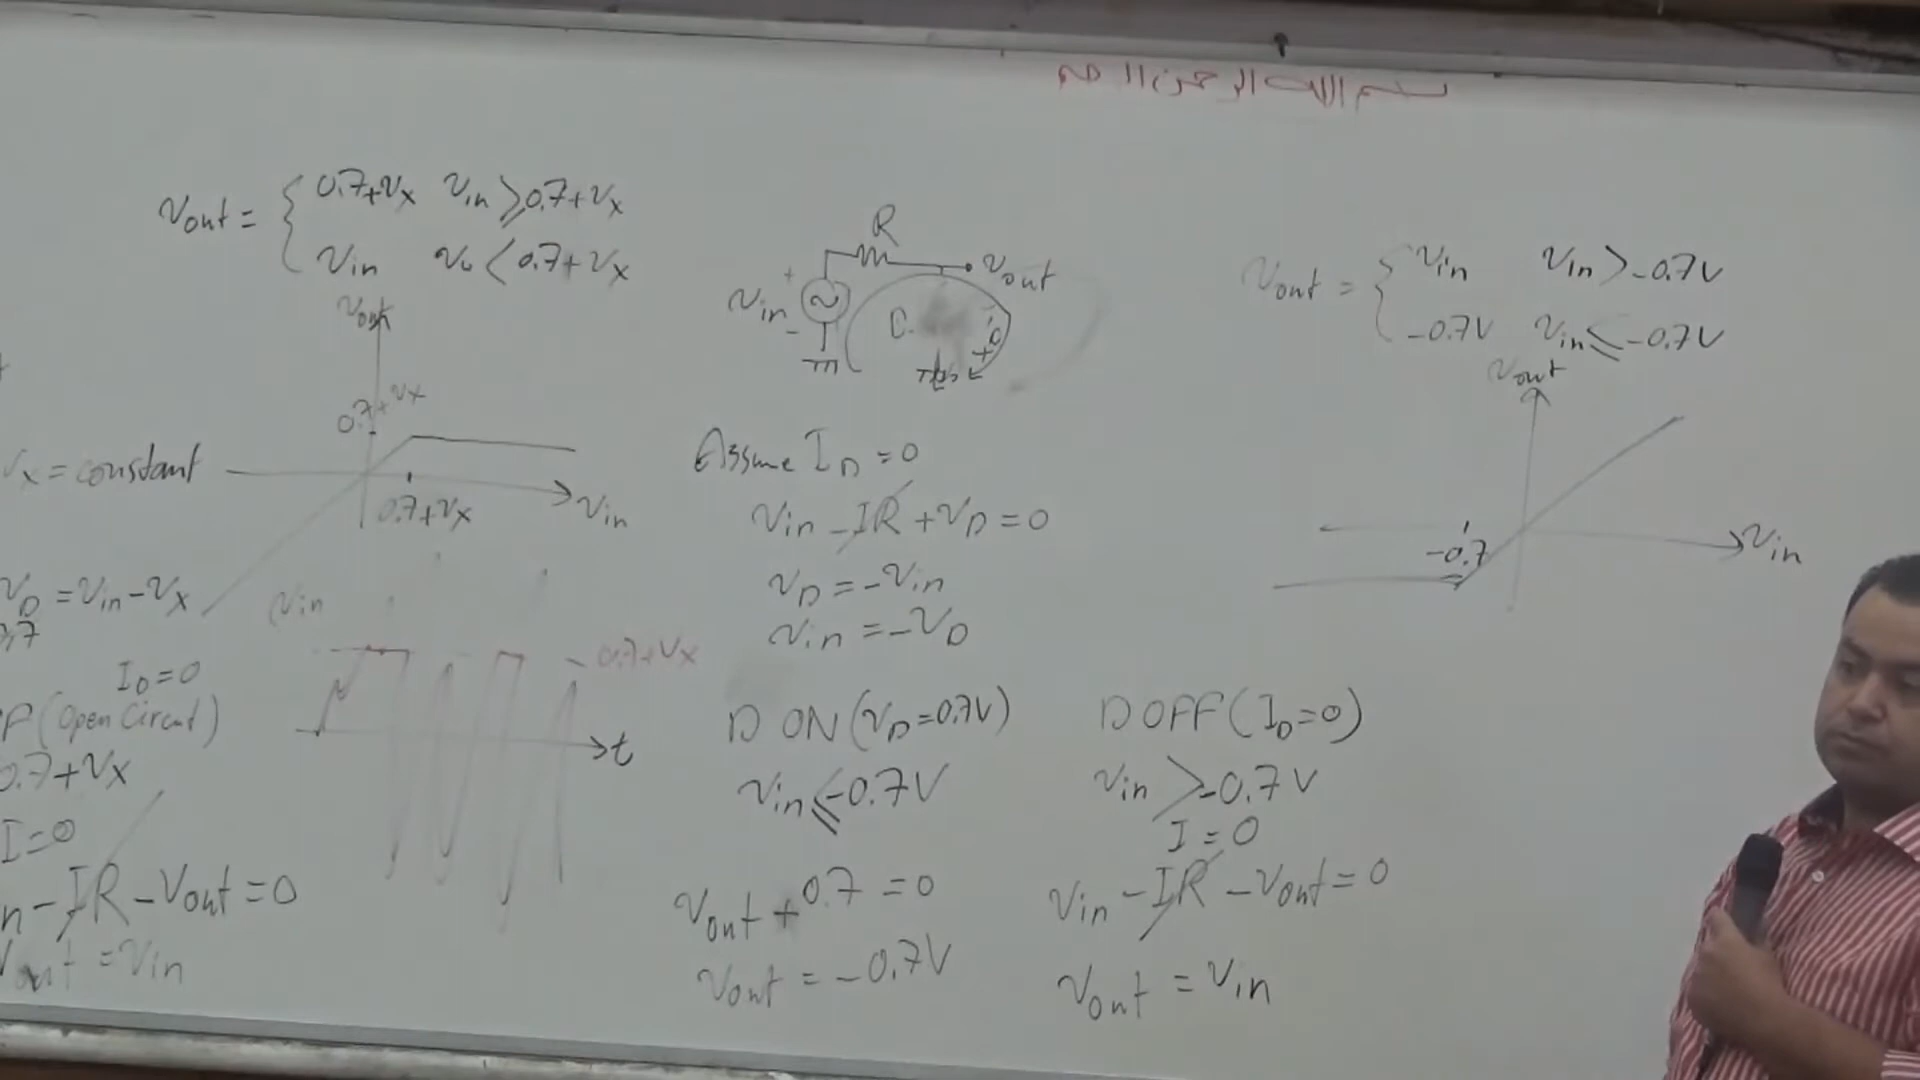 بسم الله الرحمن الرحيم
Vout = { 0.7+Vx Vin ⩾ 0.7+Vx
Vin Vi < 0.7+Vx
Vout
0.7+Vx
Vx = constant
0.7+Vx
Vin
VD = Vin - Vx
0.7
ID = 0
(Open Circut)
0.7+Vx
I = 0
- IR - Vout = 0
Vout = Vin
Vin
0.7+Vx
t
R
Vout
Vin
+
-
D
Assume ID = 0
Vin - IR + VD = 0
VD = -Vin
Vin = -VD
D ON (VD = 0.7V)
Vin ⩽ -0.7V
Vout + 0.7 = 0
Vout = -0.7V
D OFF (ID = 0)
Vin > -0.7V
I = 0
Vin - IR - Vout = 0
Vout = Vin
Vout = { Vin Vin > -0.7V
-0.7V Vin ⩽ -0.7V
Vout
-0.7
Vin